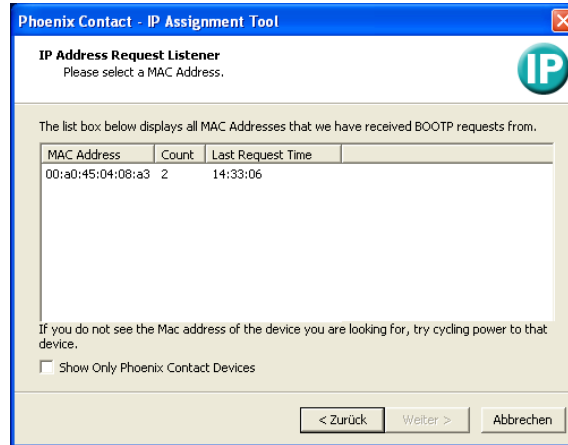 Phoenix Contact - IP Assignment Tool
IP Address Request Listener
Please select a MAC Address.
IP
The list box below displays all MAC Addresses that we have received BOOTP requests from.
MAC Address Count Last Request Time
00:a0:45:04:08:a3 2 14:33:06
If you do not see the Mac address of the device you are looking for, try cycling power to that
device.
Show Only Phoenix Contact Devices
< Zurück Weiter > Abbrechen